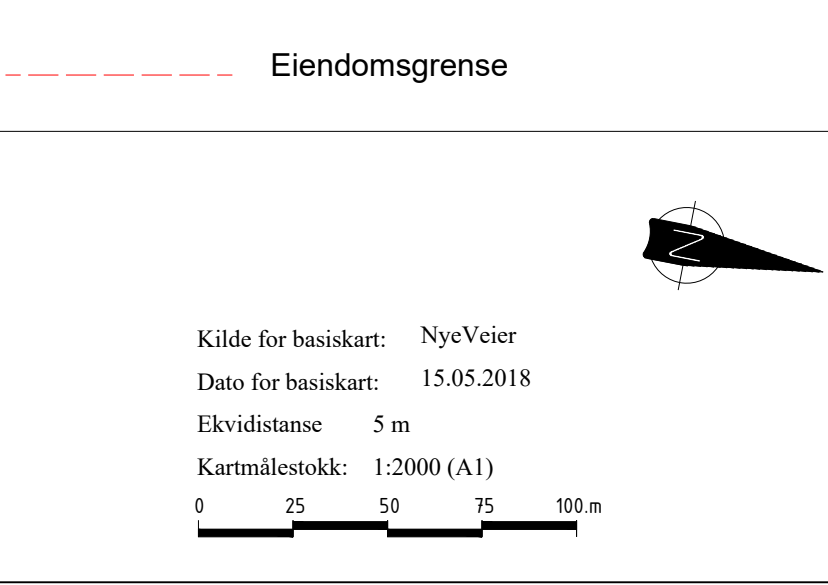 Eiendomsgrense
N
Kilde for basiskart: NyeVeier
Dato for basiskart: 15.05.2018
Ekvidistanse 5 m
Kartmålestokk: 1:2000 (A1)
0 25 50 75 100.m